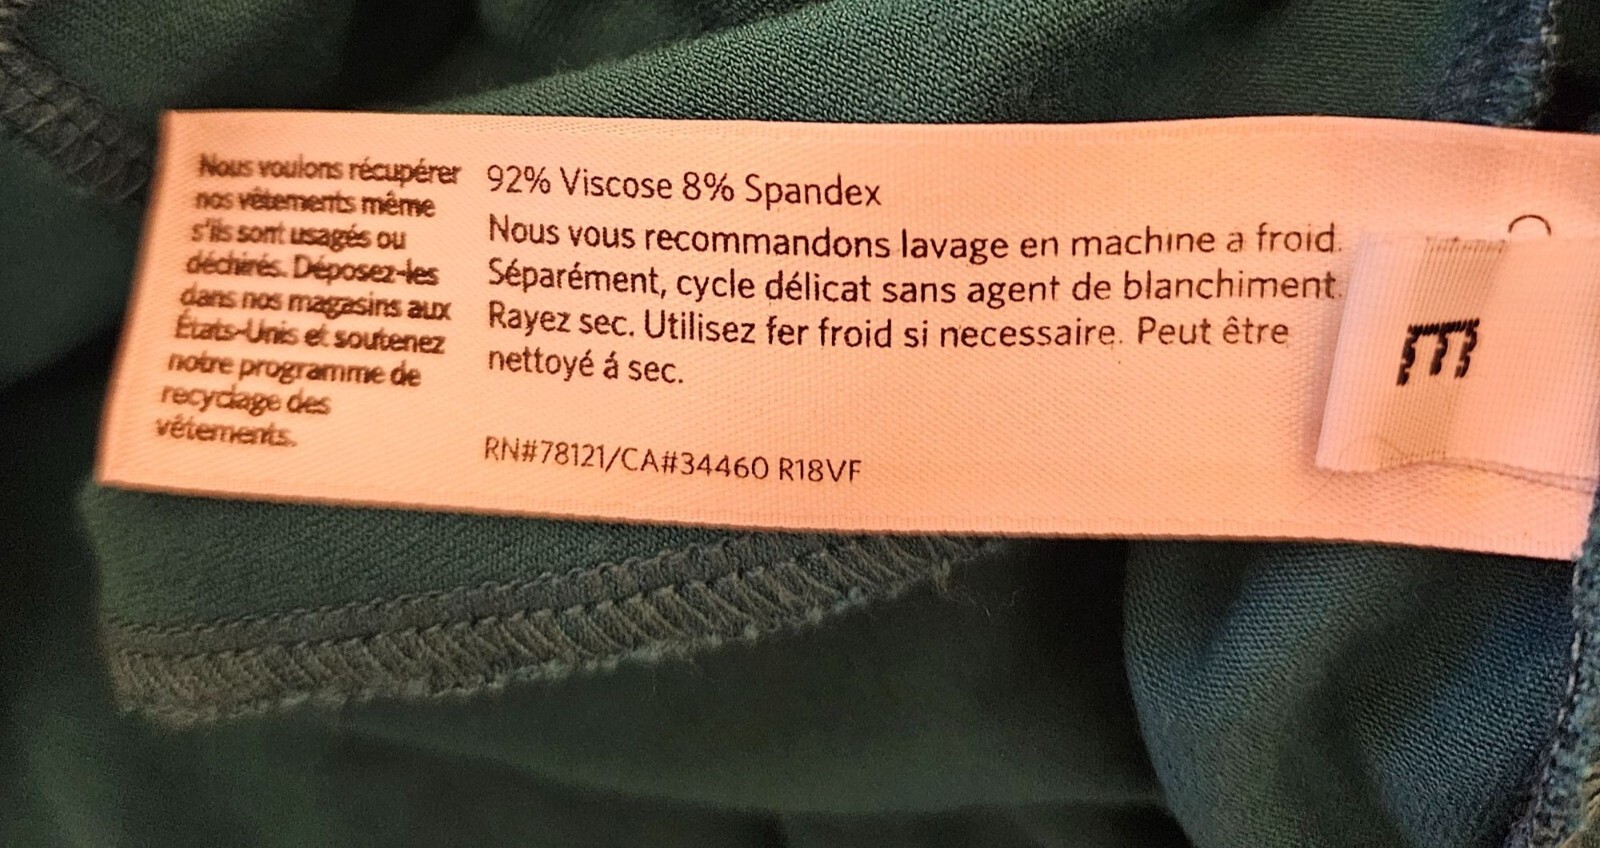 Nous voulons récupérer
nos vêtements même
s'ils sont usagés ou
déchirés. Déposez-les
dans nos magasins aux
États-Unis et soutenez
notre programme de
recyclage des
vêtements.
92% Viscose 8% Spandex
Nous vous recommandons lavage en machine a froid.
Séparément, cycle délicat sans agent de blanchiment.
Rayez sec. Utilisez fer froid si necessaire. Peut être
nettoyé á sec.
RN#78121/CA#34460 R18VF